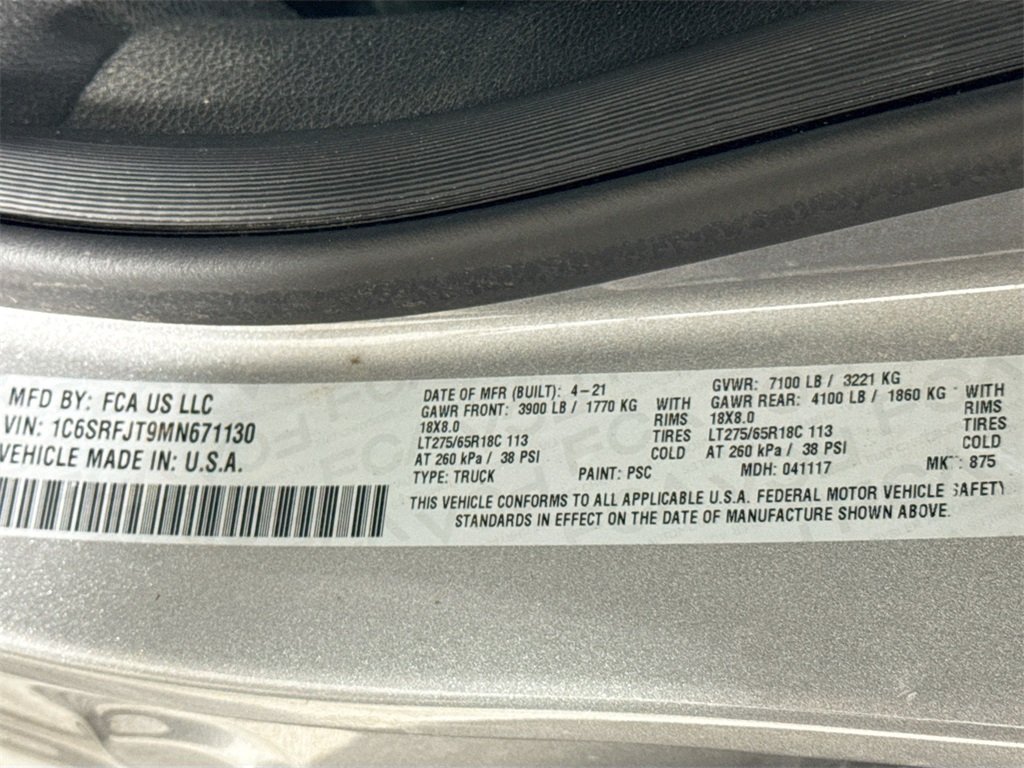 MFD BY: FCA US LLC
VIN: 1C6SRFJT9MN671130
VEHICLE MADE IN: U.S.A.
DATE OF MFR (BUILT): 4-21
GAWR FRONT: 3900 LB / 1770 KG WITH
18X8.0 RIMS
LT275/65R18C 113 TIRES
AT 260 kPa / 38 PSI COLD
TYPE: TRUCK
GVWR: 7100 LB / 3221 KG
GAWR REAR: 4100 LB / 1860 KG WITH
18X8.0 RIMS
LT275/65R18C 113 TIRES
AT 260 kPa / 38 PSI COLD
PAINT: PSC MDH: 041117 : 875
THIS VEHICLE CONFORMS TO ALL APPLICABLE U.S.A. FEDERAL MOTOR VEHICLE SAFETY
STANDARDS IN EFFECT ON THE DATE OF MANUFACTURE SHOWN ABOVE.